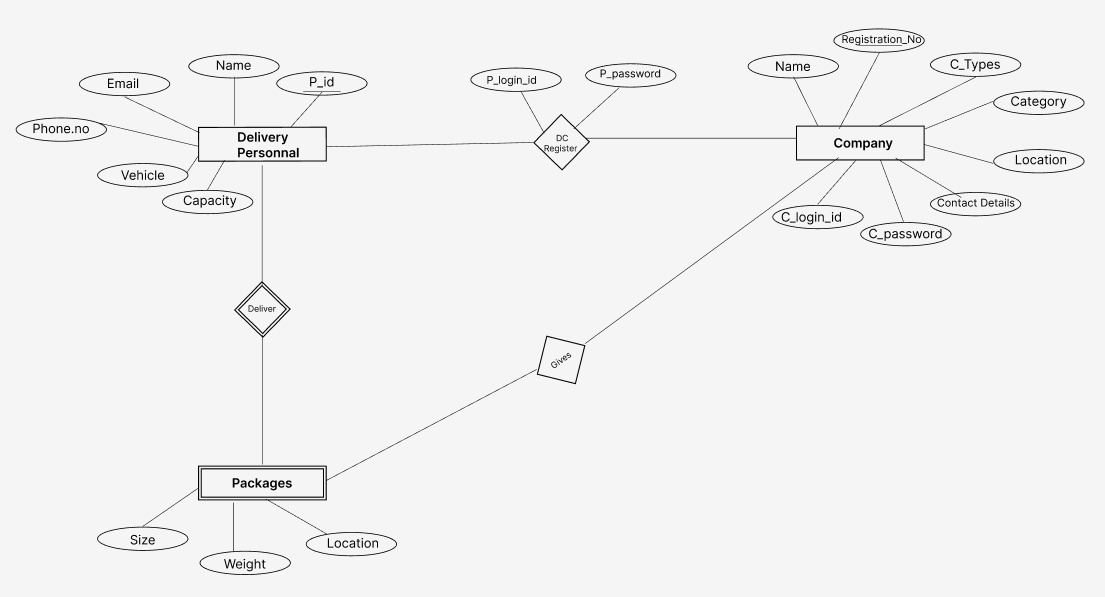 Registration_No
Name
Name
C_Types
Email
P_id
P_login_id
P_password
Category
Phone.no
Delivery
Personnal
DC
Register
Company
Location
Vehicle
Capacity
C_login_id
Contact Details
C_password
Deliver
Gives
Packages
Size
Weight
Location